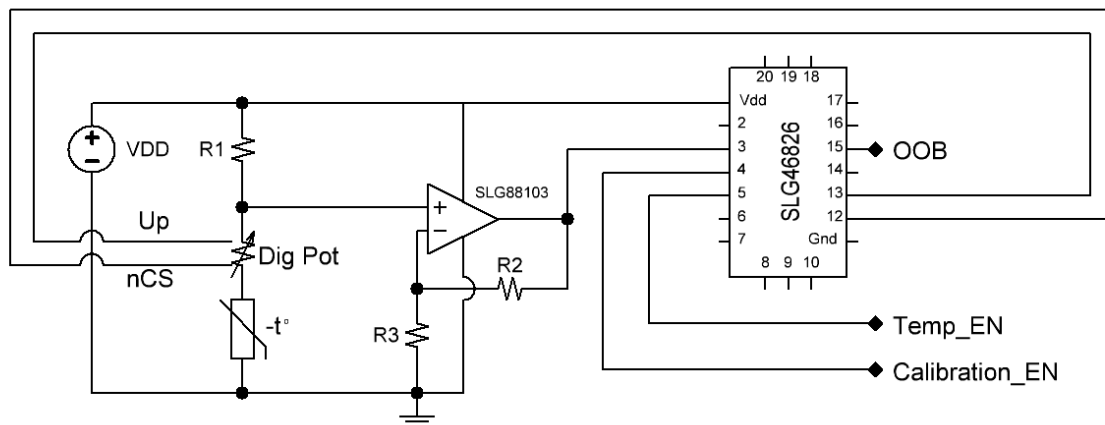 20 19 18
Vdd 17
2 16
VDD R1 3 15 OOB
SLG46826
4 14
SLG88103
5 13
Up + 6 12
−
Dig Pot 7 Gnd
nCS R2 8 9 10
-t° R3 Temp_EN
Calibration_EN